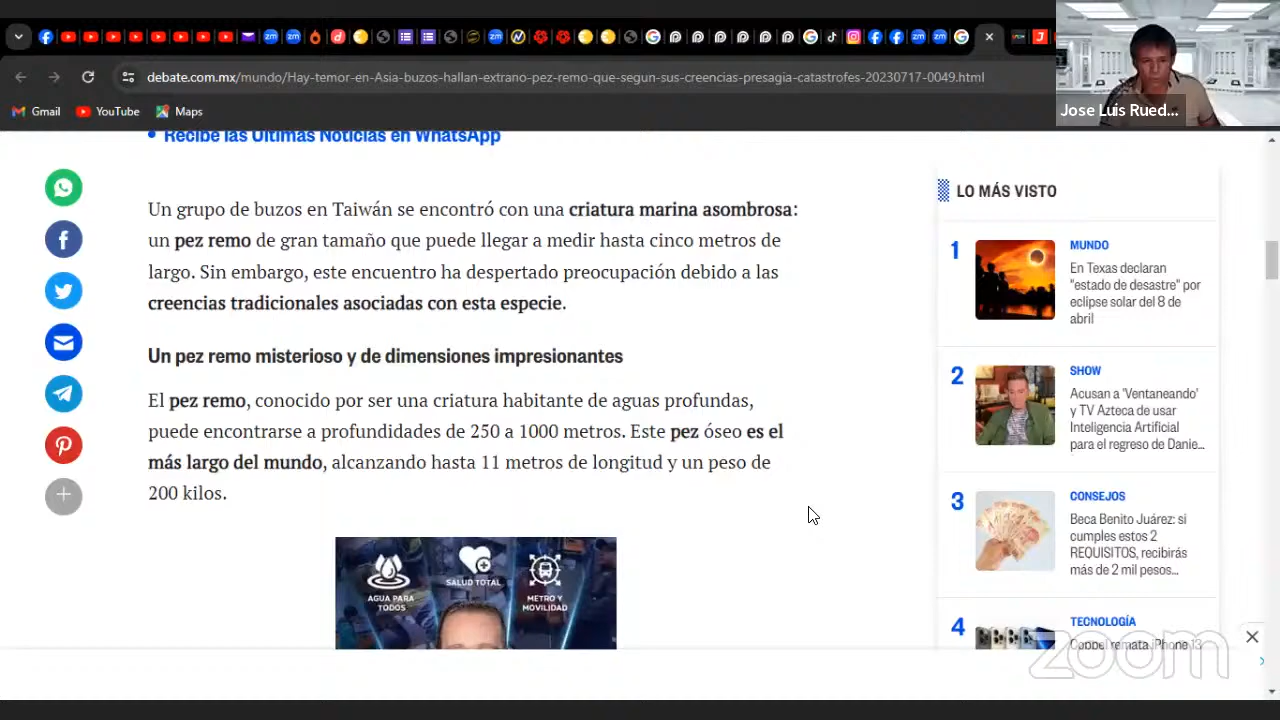 debate.com.mx/mundo/Hay-temor-en-Asia-buzos-hallan-extrano-pez-remo-que-segun-sus-creencias-presagia-catastrofes-20230717-0049.html
Gmail
YouTube
Maps
Jose Luis Rued...
Recibe las Últimas Noticias en WhatsApp
Un grupo de buzos en Taiwán se encontró con una criatura marina asombrosa:
un pez remo de gran tamaño que puede llegar a medir hasta cinco metros de
largo. Sin embargo, este encuentro ha despertado preocupación debido a las
creencias tradicionales asociadas con esta especie.
Un pez remo misterioso y de dimensiones impresionantes
El pez remo, conocido por ser una criatura habitante de aguas profundas,
puede encontrarse a profundidades de 250 a 1000 metros. Este pez óseo es el
más largo del mundo, alcanzando hasta 11 metros de longitud y un peso de
200 kilos.
AGUA PARA
TODOS
SALUD TOTAL
METRO Y
MOVILIDAD
LO MÁS VISTO
1
MUNDO
En Texas declaran
"estado de desastre" por
eclipse solar del 8 de
abril
2
SHOW
Acusan a 'Ventaneando'
y TV Azteca de usar
Inteligencia Artificial
para el regreso de Danie...
3
CONSEJOS
Beca Benito Juárez: si
cumples estos 2
REQUISITOS, recibirás
más de 2 mil pesos...
4
TECNOLOGÍA
Coppel remata iPhone 13
zoom